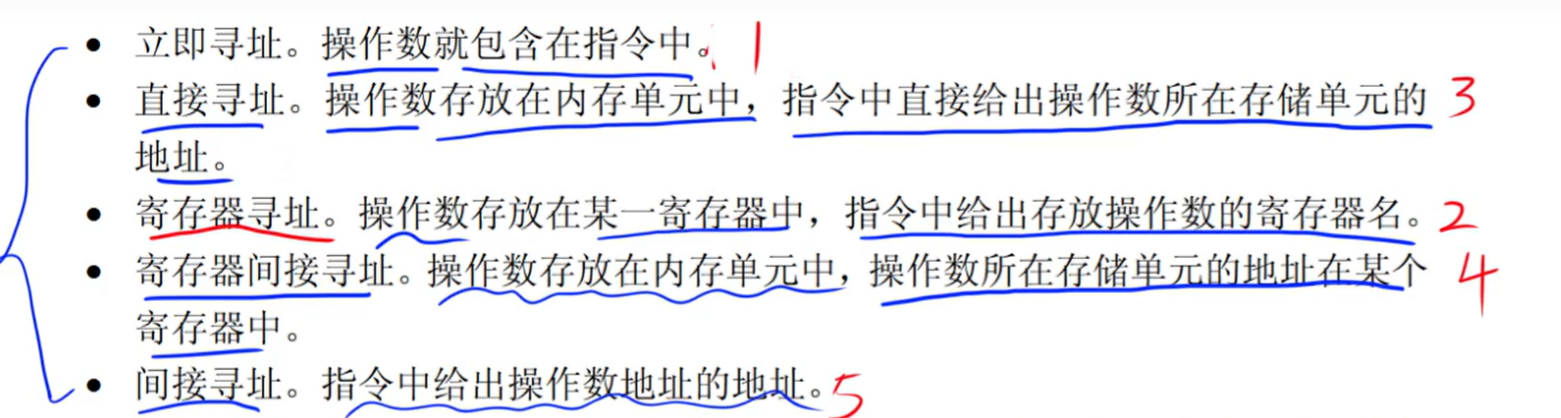 • 立即寻址。操作数就包含在指令中。 1
• 直接寻址。操作数存放在内存单元中，指令中直接给出操作数所在存储单元的 3
地址。
• 寄存器寻址。操作数存放在某一寄存器中，指令中给出存放操作数的寄存器名。 2
• 寄存器间接寻址。操作数存放在内存单元中，操作数所在存储单元的地址在某个 4
寄存器中。
• 间接寻址。指令中给出操作数地址的地址。 5